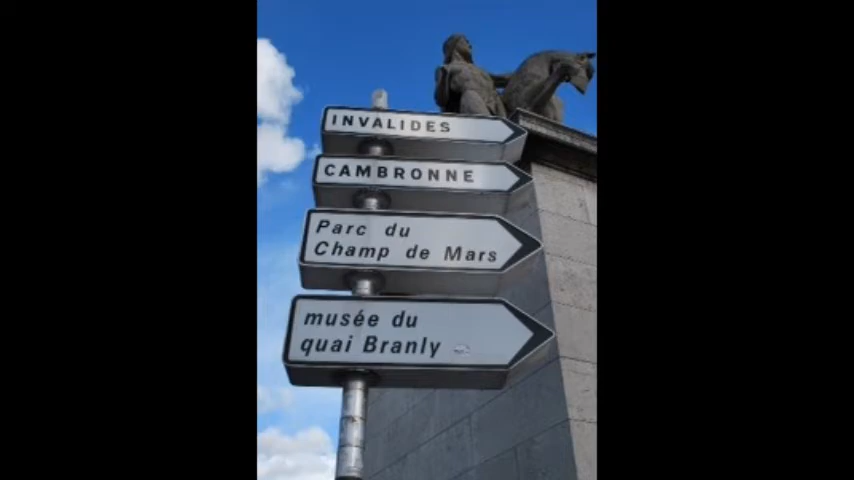 INVALIDES
CAMBRONNE
Parc du
Champ de Mars
musée du
quai Branly